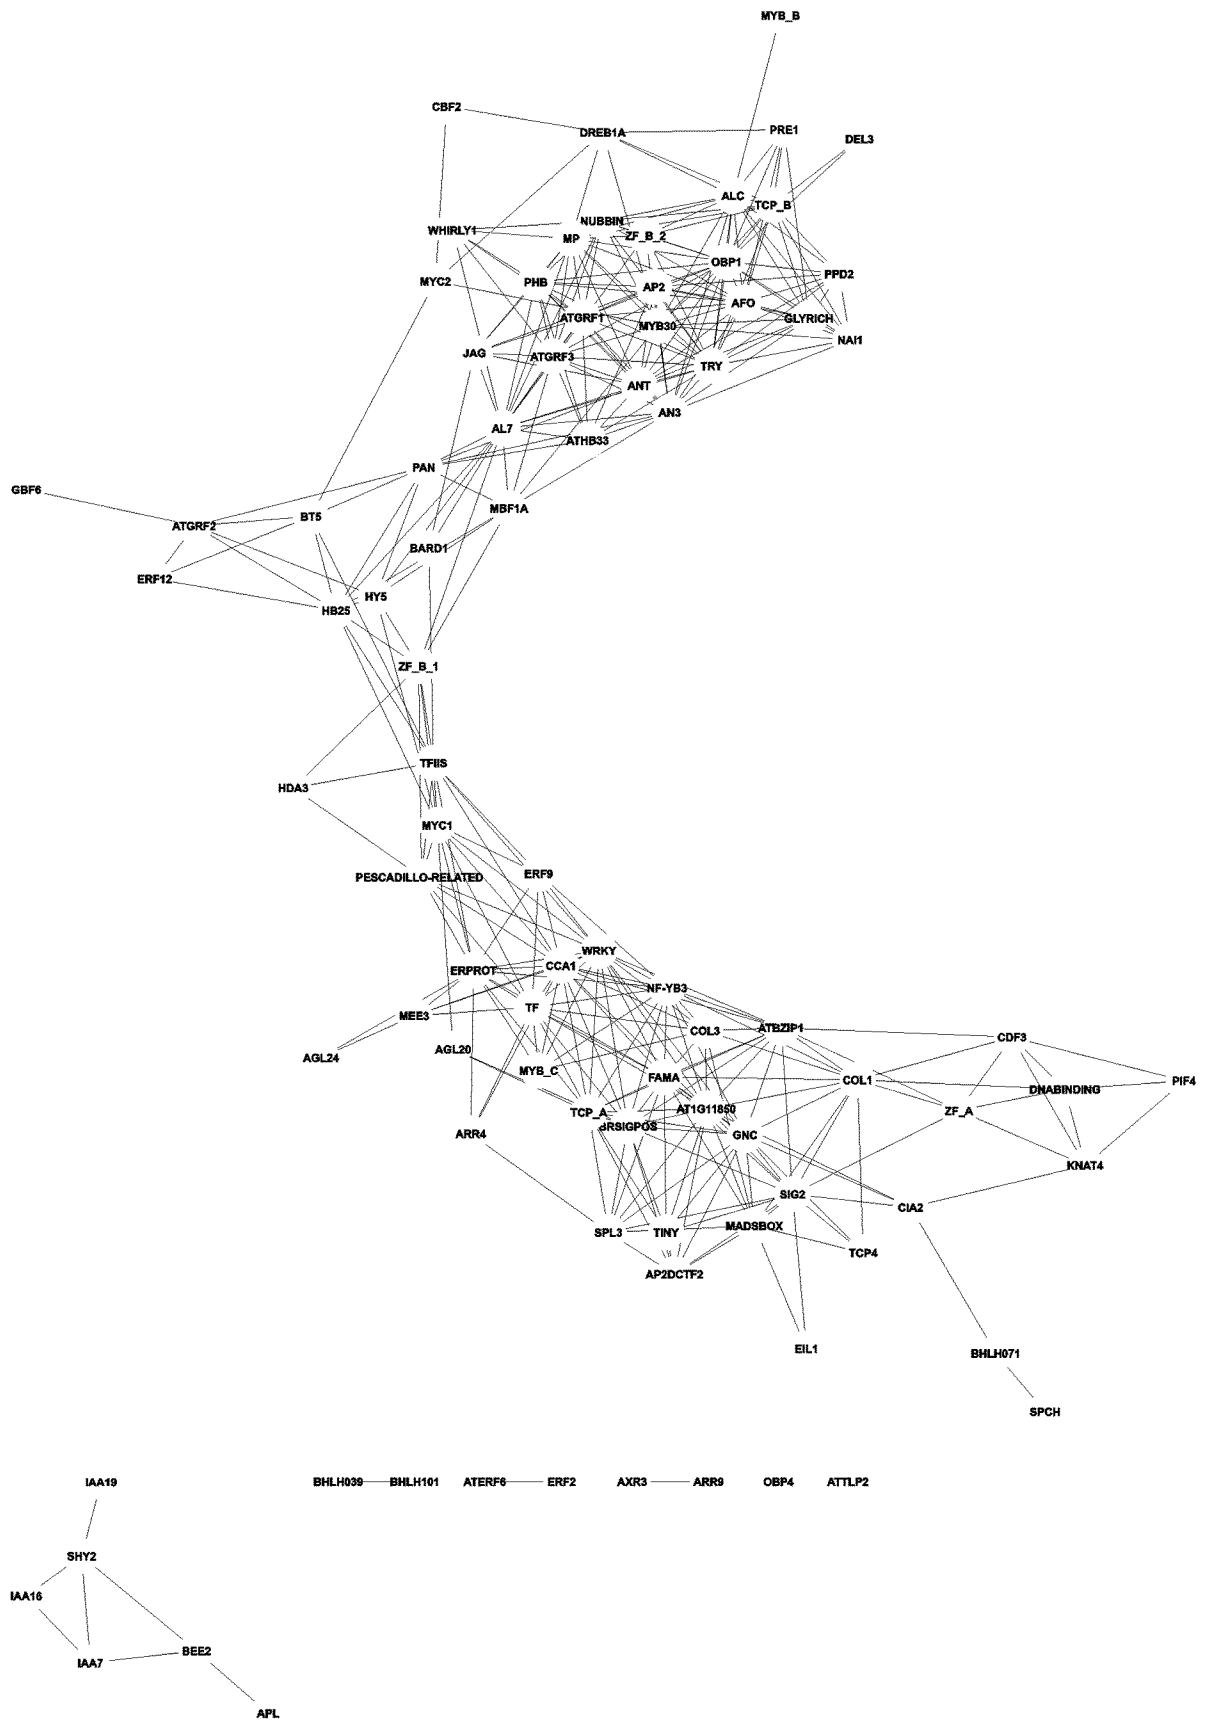 MYB_B
CBF2
DREB1A
PRE1
DEL3
ALC
TCP_B
NUBBIN
WHIRLY1
MP
ZF_B_2
OBP1
PPD2
MYC2
PHB
AP2
AFO
ATGRF1
MYB30
GLYRICH
NAI1
JAG
ATGRF3
TRY
ANT
AN3
AL7
ATHB33
PAN
GBF6
MBF1A
BT5
ATGRF2
BARD1
ERF12
HY5
HB25
ZF_B_1
TFIIS
HDA3
MYC1
PESCADILLO-RELATED
ERF9
WRKY
CCA1
ERPROT
NF-YB3
TF
MEE3
COL3
ATBZIP1
CDF3
AGL20
AGL24
MYB_C
FAMA
COL1
DNABINDING
PIF4
TCP_A
AT1G11850
ZF_A
BRSIGPOS
ARR4
GNC
KNAT4
SIG2
CIA2
SPL3
TINY
MADSBOX
TCP4
AP2DCTF2
EIL1
BHLH071
SPCH
IAA19
BHLH039
BHLH101
ATERF6
ERF2
AXR3
ARR9
OBP4
ATTLP2
SHY2
IAA16
BEE2
IAA7
APL